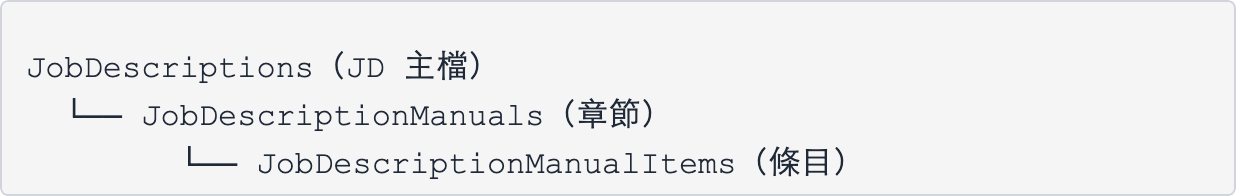 JobDescriptions（JD 主檔）
└── JobDescriptionManuals（章節）
└── JobDescriptionManualItems（條目）